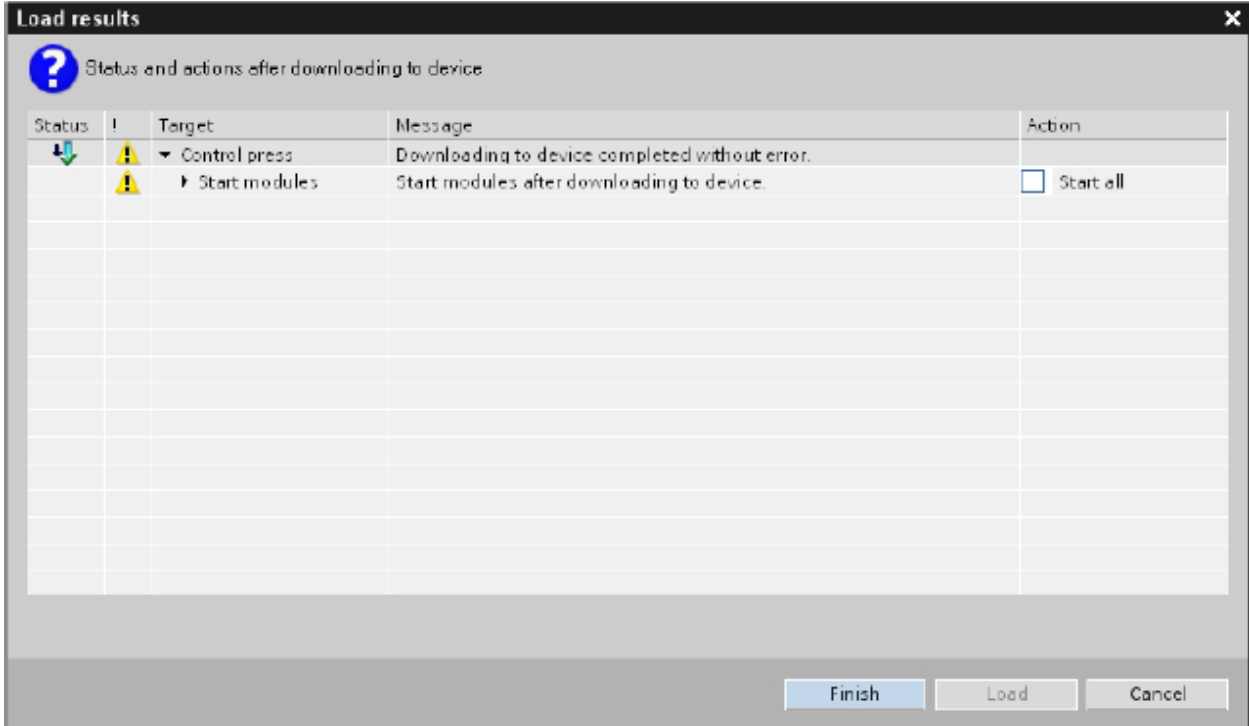 Load results
Status and actions after downloading to device
Status ! Target Message Action
Control press Downloading to device completed without error.
Start modules Start modules after downloading to device. Start all
Finish Load Cancel